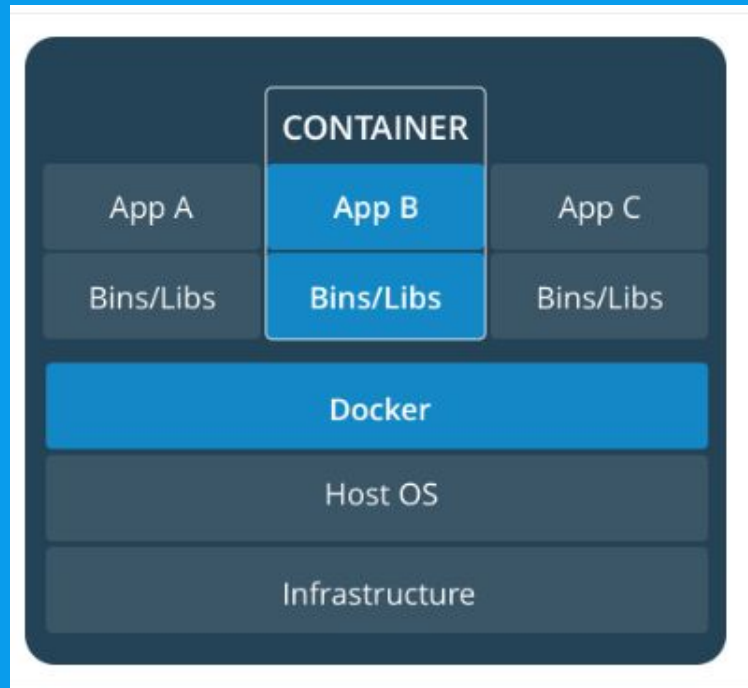 CONTAINER
App A App B App C
Bins/Libs Bins/Libs Bins/Libs
Docker
Host OS
Infrastructure